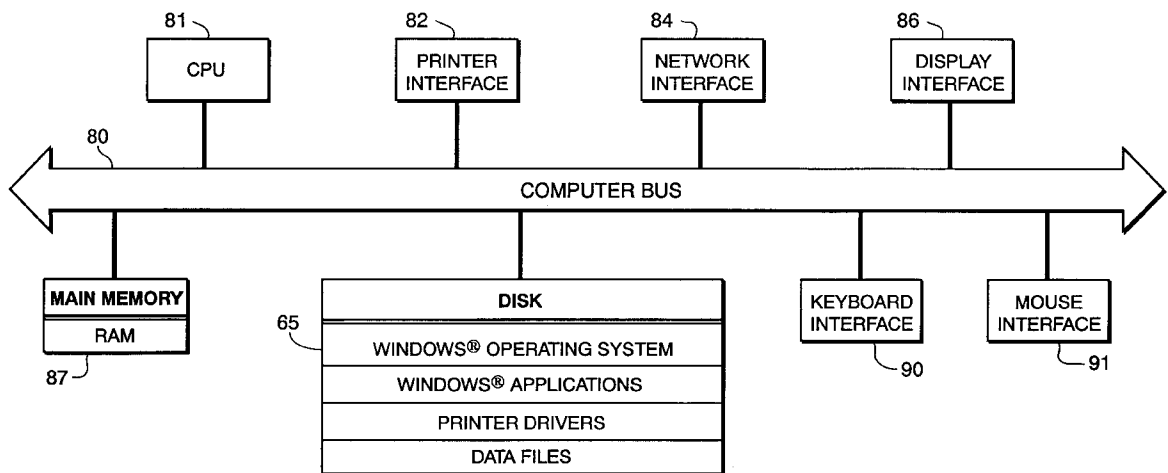 81
82
84
86
CPU
PRINTER
INTERFACE
NETWORK
INTERFACE
DISPLAY
INTERFACE
80
COMPUTER BUS
MAIN MEMORY
RAM
87
65
DISK
WINDOWS® OPERATING SYSTEM
WINDOWS® APPLICATIONS
PRINTER DRIVERS
DATA FILES
KEYBOARD
INTERFACE
90
MOUSE
INTERFACE
91